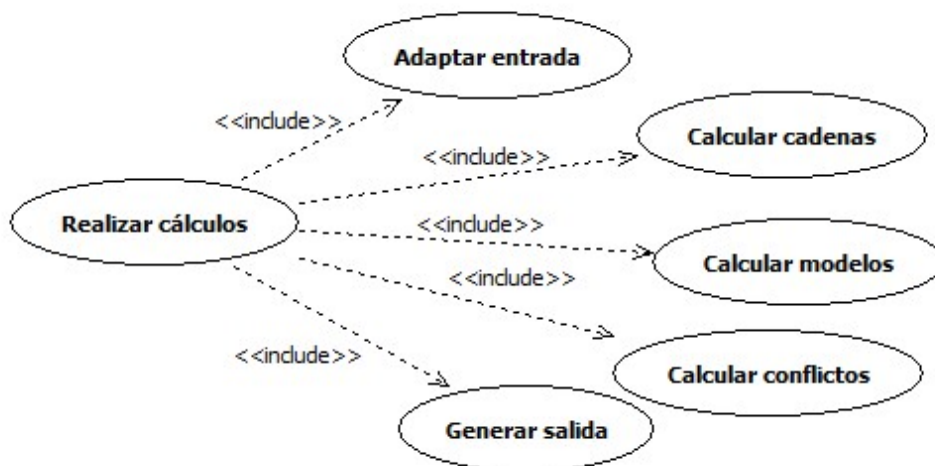 Adaptar entrada
<<include>>
Calcular cadenas
<<include>>
Realizar cálculos
<<include>>
Calcular modelos
<<include>>
<<include>>
Calcular conflictos
Generar salida